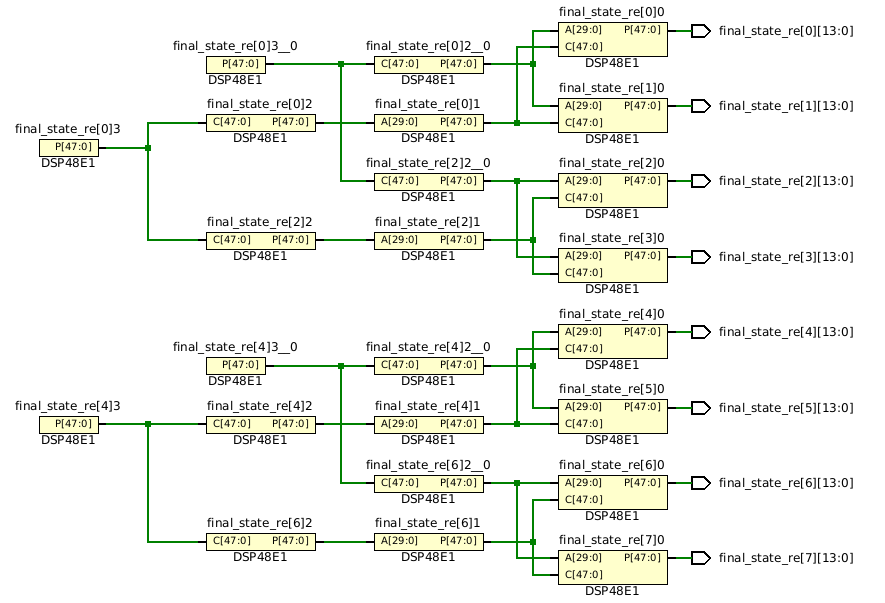 final_state_re[0]0
A[29:0] P[47:0]
C[47:0]
DSP48E1
final_state_re[0][13:0]
final_state_re[0]3__0
P[47:0]
DSP48E1
final_state_re[0]2__0
C[47:0] P[47:0]
DSP48E1
final_state_re[1]0
A[29:0] P[47:0]
C[47:0]
DSP48E1
final_state_re[1][13:0]
final_state_re[0]3
P[47:0]
DSP48E1
final_state_re[0]2
C[47:0] P[47:0]
DSP48E1
final_state_re[0]1
A[29:0] P[47:0]
DSP48E1
final_state_re[2]2__0
C[47:0] P[47:0]
DSP48E1
final_state_re[2]0
A[29:0] P[47:0]
C[47:0]
DSP48E1
final_state_re[2][13:0]
final_state_re[2]2
C[47:0] P[47:0]
DSP48E1
final_state_re[2]1
A[29:0] P[47:0]
DSP48E1
final_state_re[3]0
A[29:0] P[47:0]
C[47:0]
DSP48E1
final_state_re[3][13:0]
final_state_re[4]0
A[29:0] P[47:0]
C[47:0]
DSP48E1
final_state_re[4][13:0]
final_state_re[4]3__0
P[47:0]
DSP48E1
final_state_re[4]2__0
C[47:0] P[47:0]
DSP48E1
final_state_re[5]0
A[29:0] P[47:0]
C[47:0]
DSP48E1
final_state_re[5][13:0]
final_state_re[4]3
P[47:0]
DSP48E1
final_state_re[4]2
C[47:0] P[47:0]
DSP48E1
final_state_re[4]1
A[29:0] P[47:0]
DSP48E1
final_state_re[6]2__0
C[47:0] P[47:0]
DSP48E1
final_state_re[6]0
A[29:0] P[47:0]
C[47:0]
DSP48E1
final_state_re[6][13:0]
final_state_re[6]2
C[47:0] P[47:0]
DSP48E1
final_state_re[6]1
A[29:0] P[47:0]
DSP48E1
final_state_re[7]0
A[29:0] P[47:0]
C[47:0]
DSP48E1
final_state_re[7][13:0]